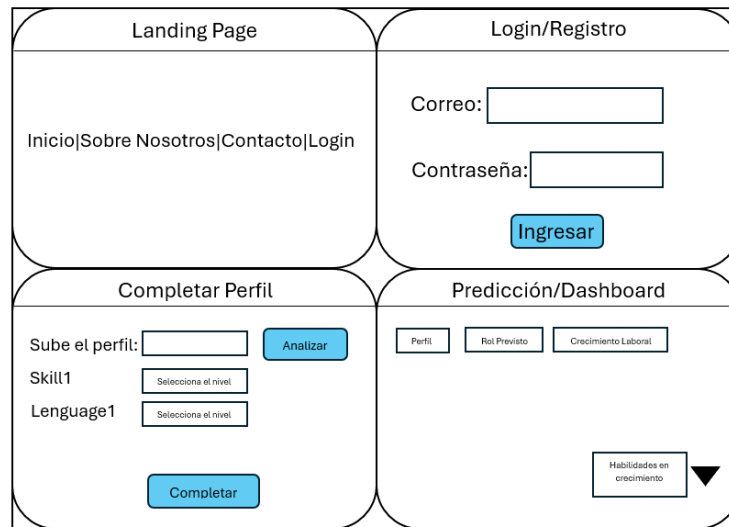 Landing Page
Inicio|Sobre Nosotros|Contacto|Login
Login/Registro
Correo:
Contraseña:
Ingresar
Completar Perfil
Sube el perfil:
Analizar
Skill1
Selecciona el nivel
Lenguage1
Selecciona el nivel
Completar
Predicción/Dashboard
Perfil
Rol Previsto
Crecimiento Laboral
Habilidades en
crecimiento